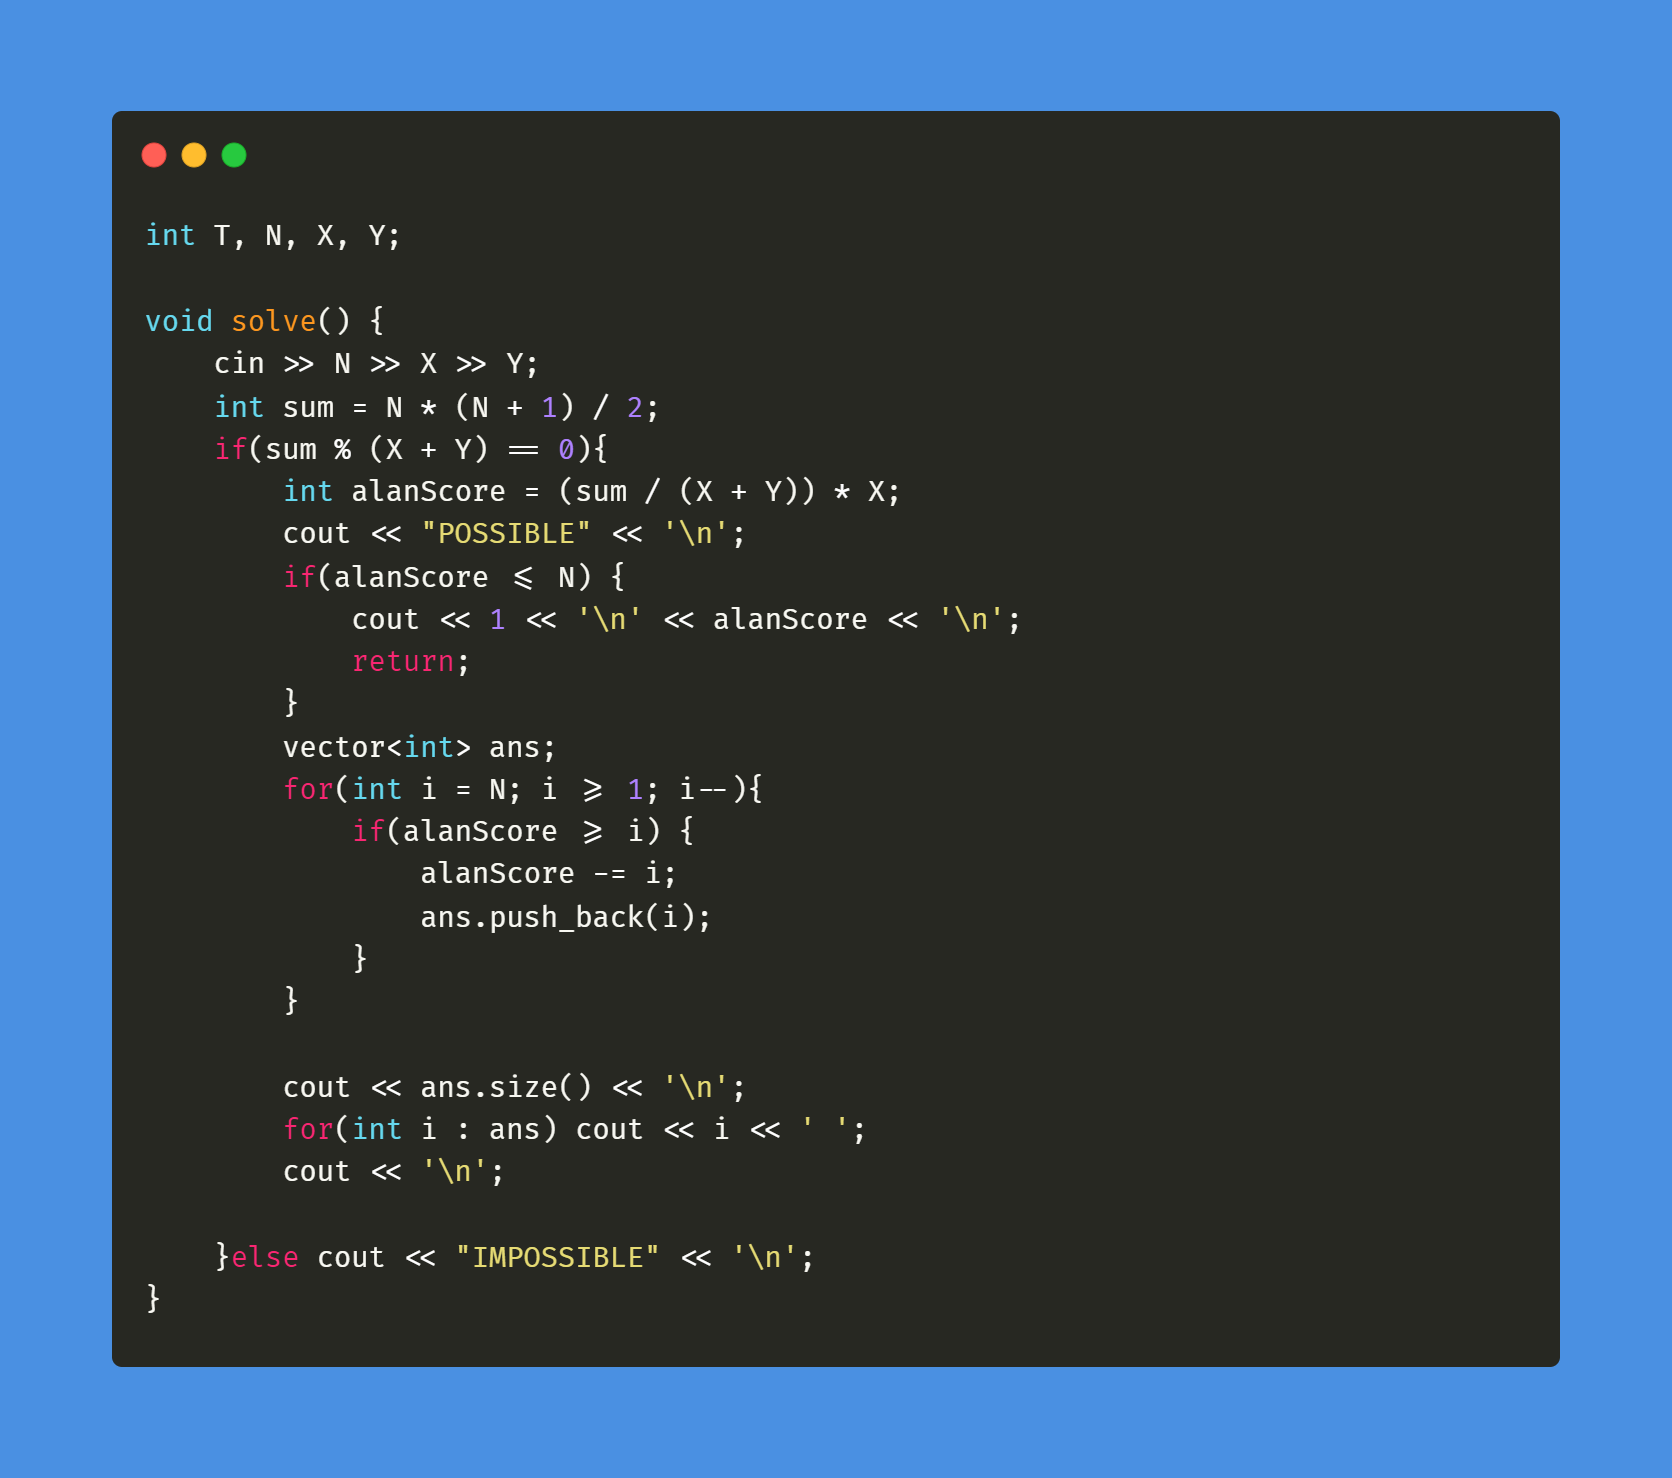 int T, N, X, Y;

void solve() {
    cin >> N >> X >> Y;
    int sum = N * (N + 1) / 2;
    if(sum % (X + Y) == 0){
        int alanScore = (sum / (X + Y)) * X;
        cout << "POSSIBLE" << '\n';
        if(alanScore <= N) {
            cout << 1 << '\n' << alanScore << '\n';
            return;
        }
        vector<int> ans;
        for(int i = N; i >= 1; i--){
            if(alanScore >= i) {
                alanScore -= i;
                ans.push_back(i);
            }
        }

        cout << ans.size() << '\n';
        for(int i : ans) cout << i << ' ';
        cout << '\n';

    }else cout << "IMPOSSIBLE" << '\n';
}